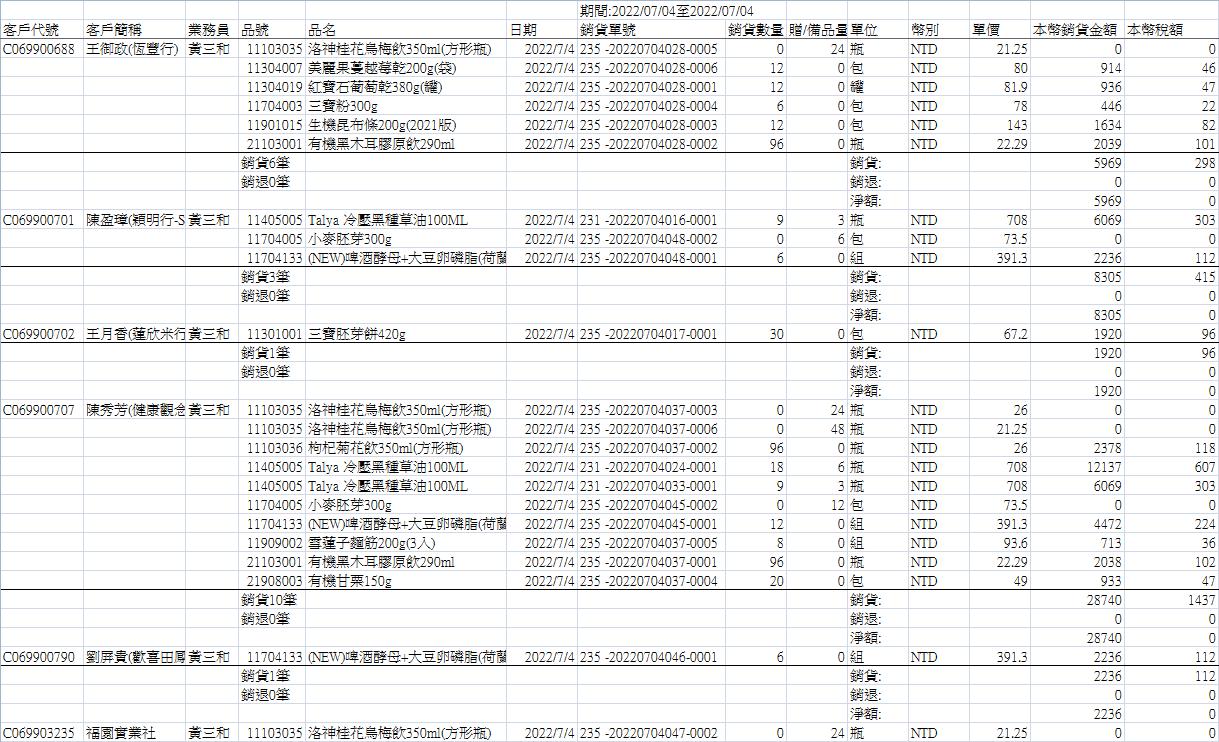 期間:2022/07/04至2022/07/04
客戶代號 客戶簡稱 業務員 品號 品名 日期 銷貨單號 銷貨數量 贈/備品量 單位 幣別 單價 本幣銷貨金額 本幣稅額
C069900688 王御政(恆豐行) 黃三和 11103035 洛神桂花烏梅飲350ml(方形瓶) 2022/7/4 235 -20220704028-0005 0 24 瓶 NTD 21.25 0 0
11304007 美麗果蔓越莓乾200g(袋) 2022/7/4 235 -20220704028-0006 12 0 包 NTD 80 914 46
11304019 紅寶石葡萄乾380g(罐) 2022/7/4 235 -20220704028-0001 12 0 罐 NTD 81.9 936 47
11704003 三寶粉300g 2022/7/4 235 -20220704028-0004 6 0 包 NTD 78 446 22
11901015 生機昆布條200g(2021版) 2022/7/4 235 -20220704028-0003 12 0 包 NTD 143 1634 82
21103001 有機黑木耳膠原飲290ml 2022/7/4 235 -20220704028-0002 96 0 瓶 NTD 22.29 2039 101
銷貨6筆 銷貨: 5969 298
銷退0筆 銷退: 0 0
淨額: 5969 0
C069900701 陳盈璋(穎明行-S 黃三和 11405005 Talya 冷壓黑種草油100ML 2022/7/4 231 -20220704016-0001 9 3 瓶 NTD 708 6069 303
11704005 小麥胚芽300g 2022/7/4 235 -20220704048-0002 0 6 包 NTD 73.5 0 0
11704133 (NEW)啤酒酵母+大豆卵磷脂(荷蘭 2022/7/4 235 -20220704048-0001 6 0 組 NTD 391.3 2236 112
銷貨3筆 銷貨: 8305 415
銷退0筆 銷退: 0 0
淨額: 8305 0
C069900702 王月香(蓮欣米行 黃三和 11301001 三寶胚芽餅420g 2022/7/4 235 -20220704017-0001 30 0 包 NTD 67.2 1920 96
銷貨1筆 銷貨: 1920 96
銷退0筆 銷退: 0 0
淨額: 1920 0
C069900707 陳秀芳(健康觀念 黃三和 11103035 洛神桂花烏梅飲350ml(方形瓶) 2022/7/4 235 -20220704037-0003 0 24 瓶 NTD 26 0 0
11103035 洛神桂花烏梅飲350ml(方形瓶) 2022/7/4 235 -20220704037-0006 0 48 瓶 NTD 21.25 0 0
11103036 枸杞菊花飲350ml(方形瓶) 2022/7/4 235 -20220704037-0002 96 0 瓶 NTD 26 2378 118
11405005 Talya 冷壓黑種草油100ML 2022/7/4 231 -20220704024-0001 18 6 瓶 NTD 708 12137 607
11405005 Talya 冷壓黑種草油100ML 2022/7/4 231 -20220704033-0001 9 3 瓶 NTD 708 6069 303
11704005 小麥胚芽300g 2022/7/4 235 -20220704045-0002 0 12 包 NTD 73.5 0 0
11704133 (NEW)啤酒酵母+大豆卵磷脂(荷蘭 2022/7/4 235 -20220704045-0001 12 0 組 NTD 391.3 4472 224
11909002 雪蓮子麵筋200g(3入) 2022/7/4 235 -20220704037-0005 8 0 組 NTD 93.6 713 36
21103001 有機黑木耳膠原飲290ml 2022/7/4 235 -20220704037-0001 96 0 瓶 NTD 22.29 2038 102
21908003 有機甘栗150g 2022/7/4 235 -20220704037-0004 20 0 包 NTD 49 933 47
銷貨10筆 銷貨: 28740 1437
銷退0筆 銷退: 0 0
淨額: 28740 0
C069900790 劉屏貴(歡喜田園 黃三和 11704133 (NEW)啤酒酵母+大豆卵磷脂(荷蘭 2022/7/4 235 -20220704046-0001 6 0 組 NTD 391.3 2236 112
銷貨1筆 銷貨: 2236 112
銷退0筆 銷退: 0 0
淨額: 2236 0
C069903235 福園實業社 黃三和 11103035 洛神桂花烏梅飲350ml(方形瓶) 2022/7/4 235 -20220704047-0002 0 24 瓶 NTD 21.25 0 0